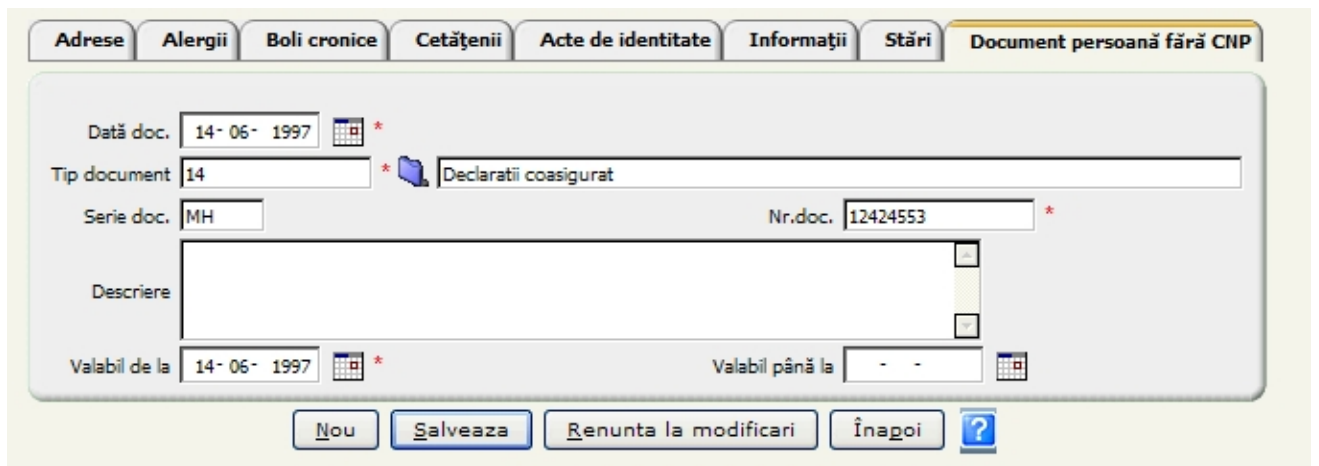 Adrese Alergii Boli cronice Cetăţenii Acte de identitate Informaţii Stări Document persoană fără CNP
Dată doc. 14- 06- 1997 *
Tip document 14 * Declaratii coasigurat
Serie doc. MH Nr.doc. 12424553 *
Descriere
Valabil de la 14- 06- 1997 * Valabil până la - -
Nou Salveaza Renunta la modificari Înapoi ?